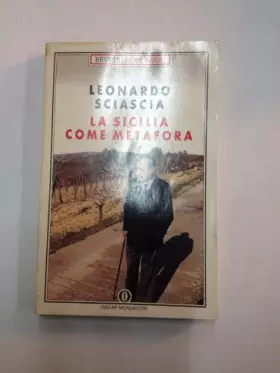 LEONARDO
SCIASCIA
LA SICILIA
COME METAFORA
OSCAR MONDADORI